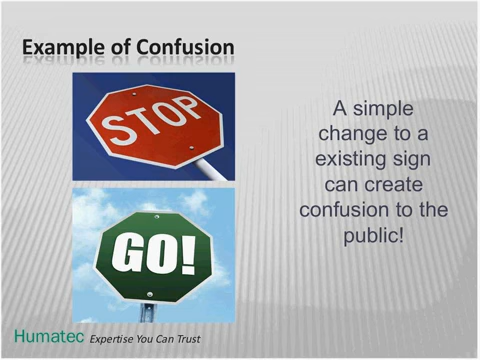 Example of Confusion
STOP
GO!
A simple
change to a
existing sign
can create
confusion to the
public!
Humatec Expertise You Can Trust